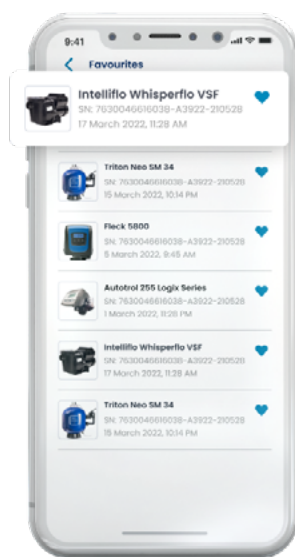 9:41
Favourites
Intelliflo Whisperflo VSF
SN: 7630046616038-A3922-210528
17 March 2022, 11:28 AM
Triton Neo SM 34
SN: 7630046616038-A3922-210528
15 March 2022, 10:14 PM
Fleck 5800
SN: 7630046616038-A3922-210528
5 March 2022, 9:45 AM
Autotrol 255 Logix Series
SN: 7630046616038-A3922-210528
1 March 2022, 11:28 PM
Intelliflo Whisperflo VSF
SN: 7630046616038-A3922-210528
17 March 2022, 11:28 AM
Triton Neo SM 34
SN: 7630046616038-A3922-210528
15 March 2022, 10:14 PM